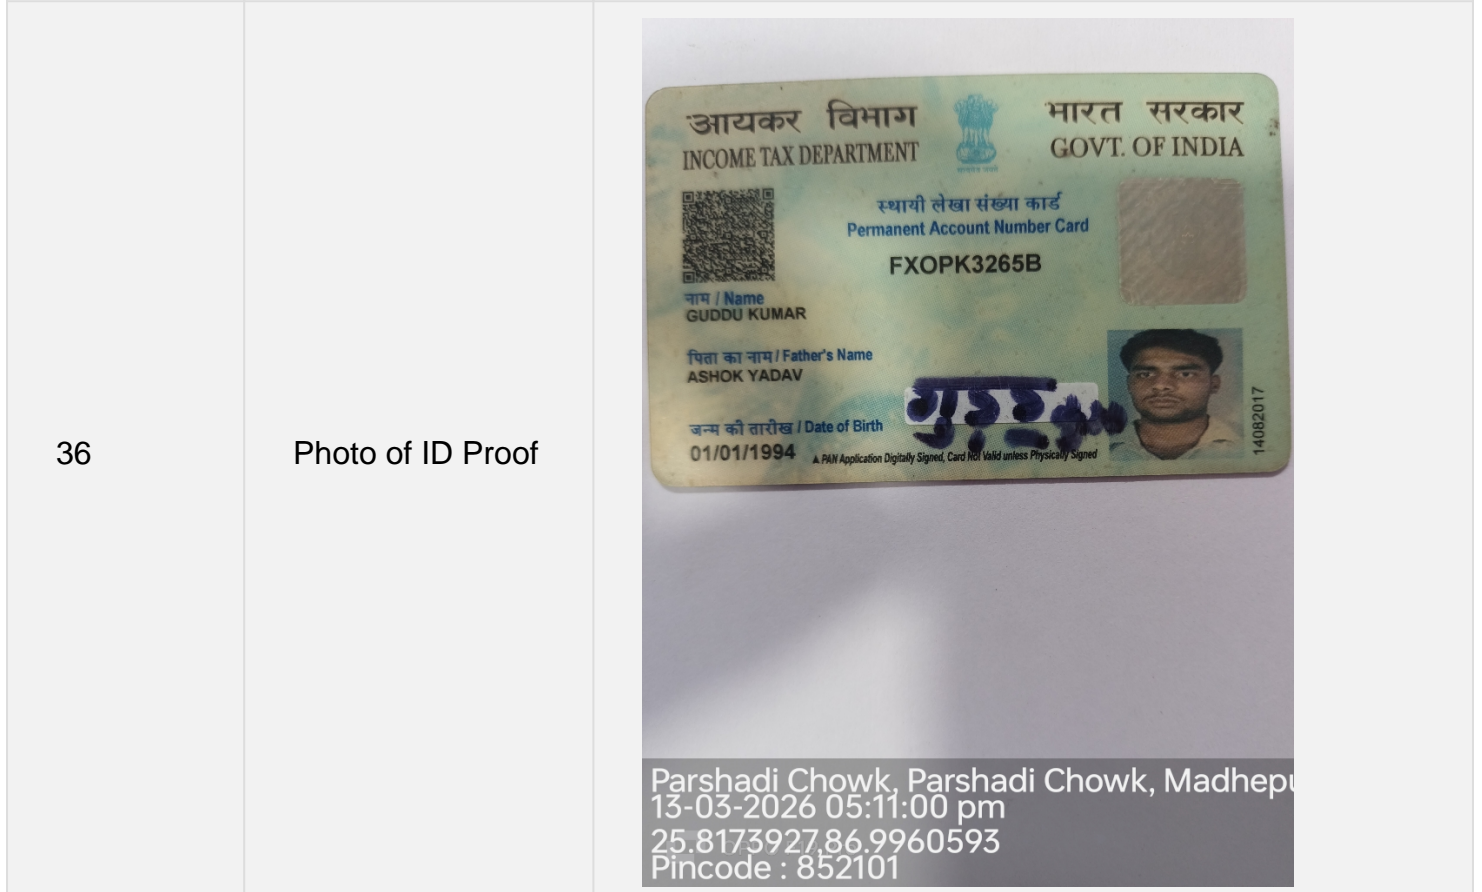 36
Photo of ID Proof
आयकर विभाग
INCOME TAX DEPARTMENT
भारत सरकार
GOVT. OF INDIA
स्थायी लेखा संख्या कार्ड
Permanent Account Number Card
FXOPK3265B
नाम / Name
GUDDU KUMAR
पिता का नाम / Father's Name
ASHOK YADAV
जन्म की तारीख / Date of Birth
01/01/1994
PAN Application Digitally Signed, Card Not Valid unless Physically Signed
14082017
Parshadi Chowk, Parshadi Chowk, Madhepu
13-03-2026 05:11:00 pm
25.8173927,86.9960593
Pincode : 852101